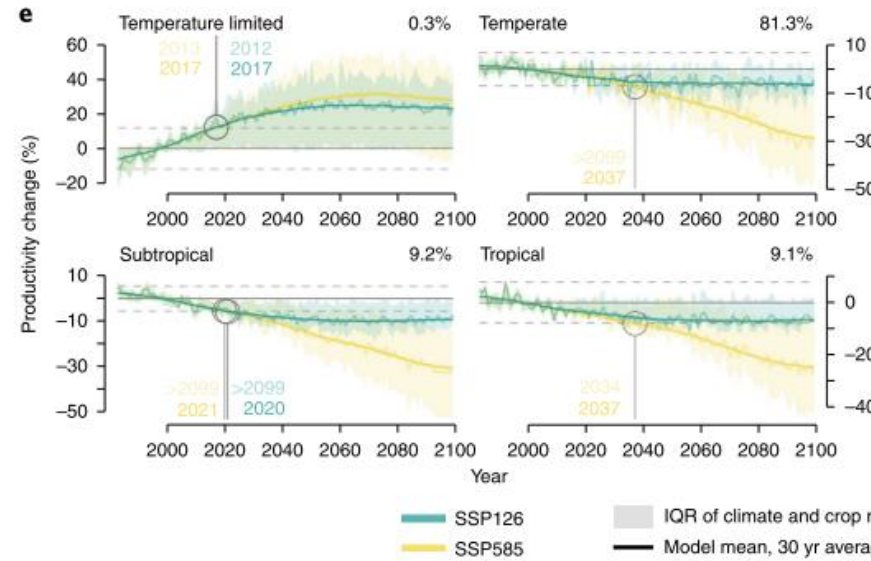 e
Temperature limited 0.3%
Temperate 81.3%
60
40
20
0
−20
2013 2012
2017 2017
10
−10
−30
−50
>2099
2037
2000 2020 2040 2060 2080 2100
2000 2020 2040 2060 2080 2100
Productivity change (%)
Subtropical 9.2%
Tropical 9.1%
10
−10
−30
−50
>2099 >2099
2021 2020
0
−20
−40
2034
2037
2000 2020 2040 2060 2080 2100
2000 2020 2040 2060 2080 2100
Year
SSP126
IQR of climate and crop
SSP585
Model mean, 30 yr